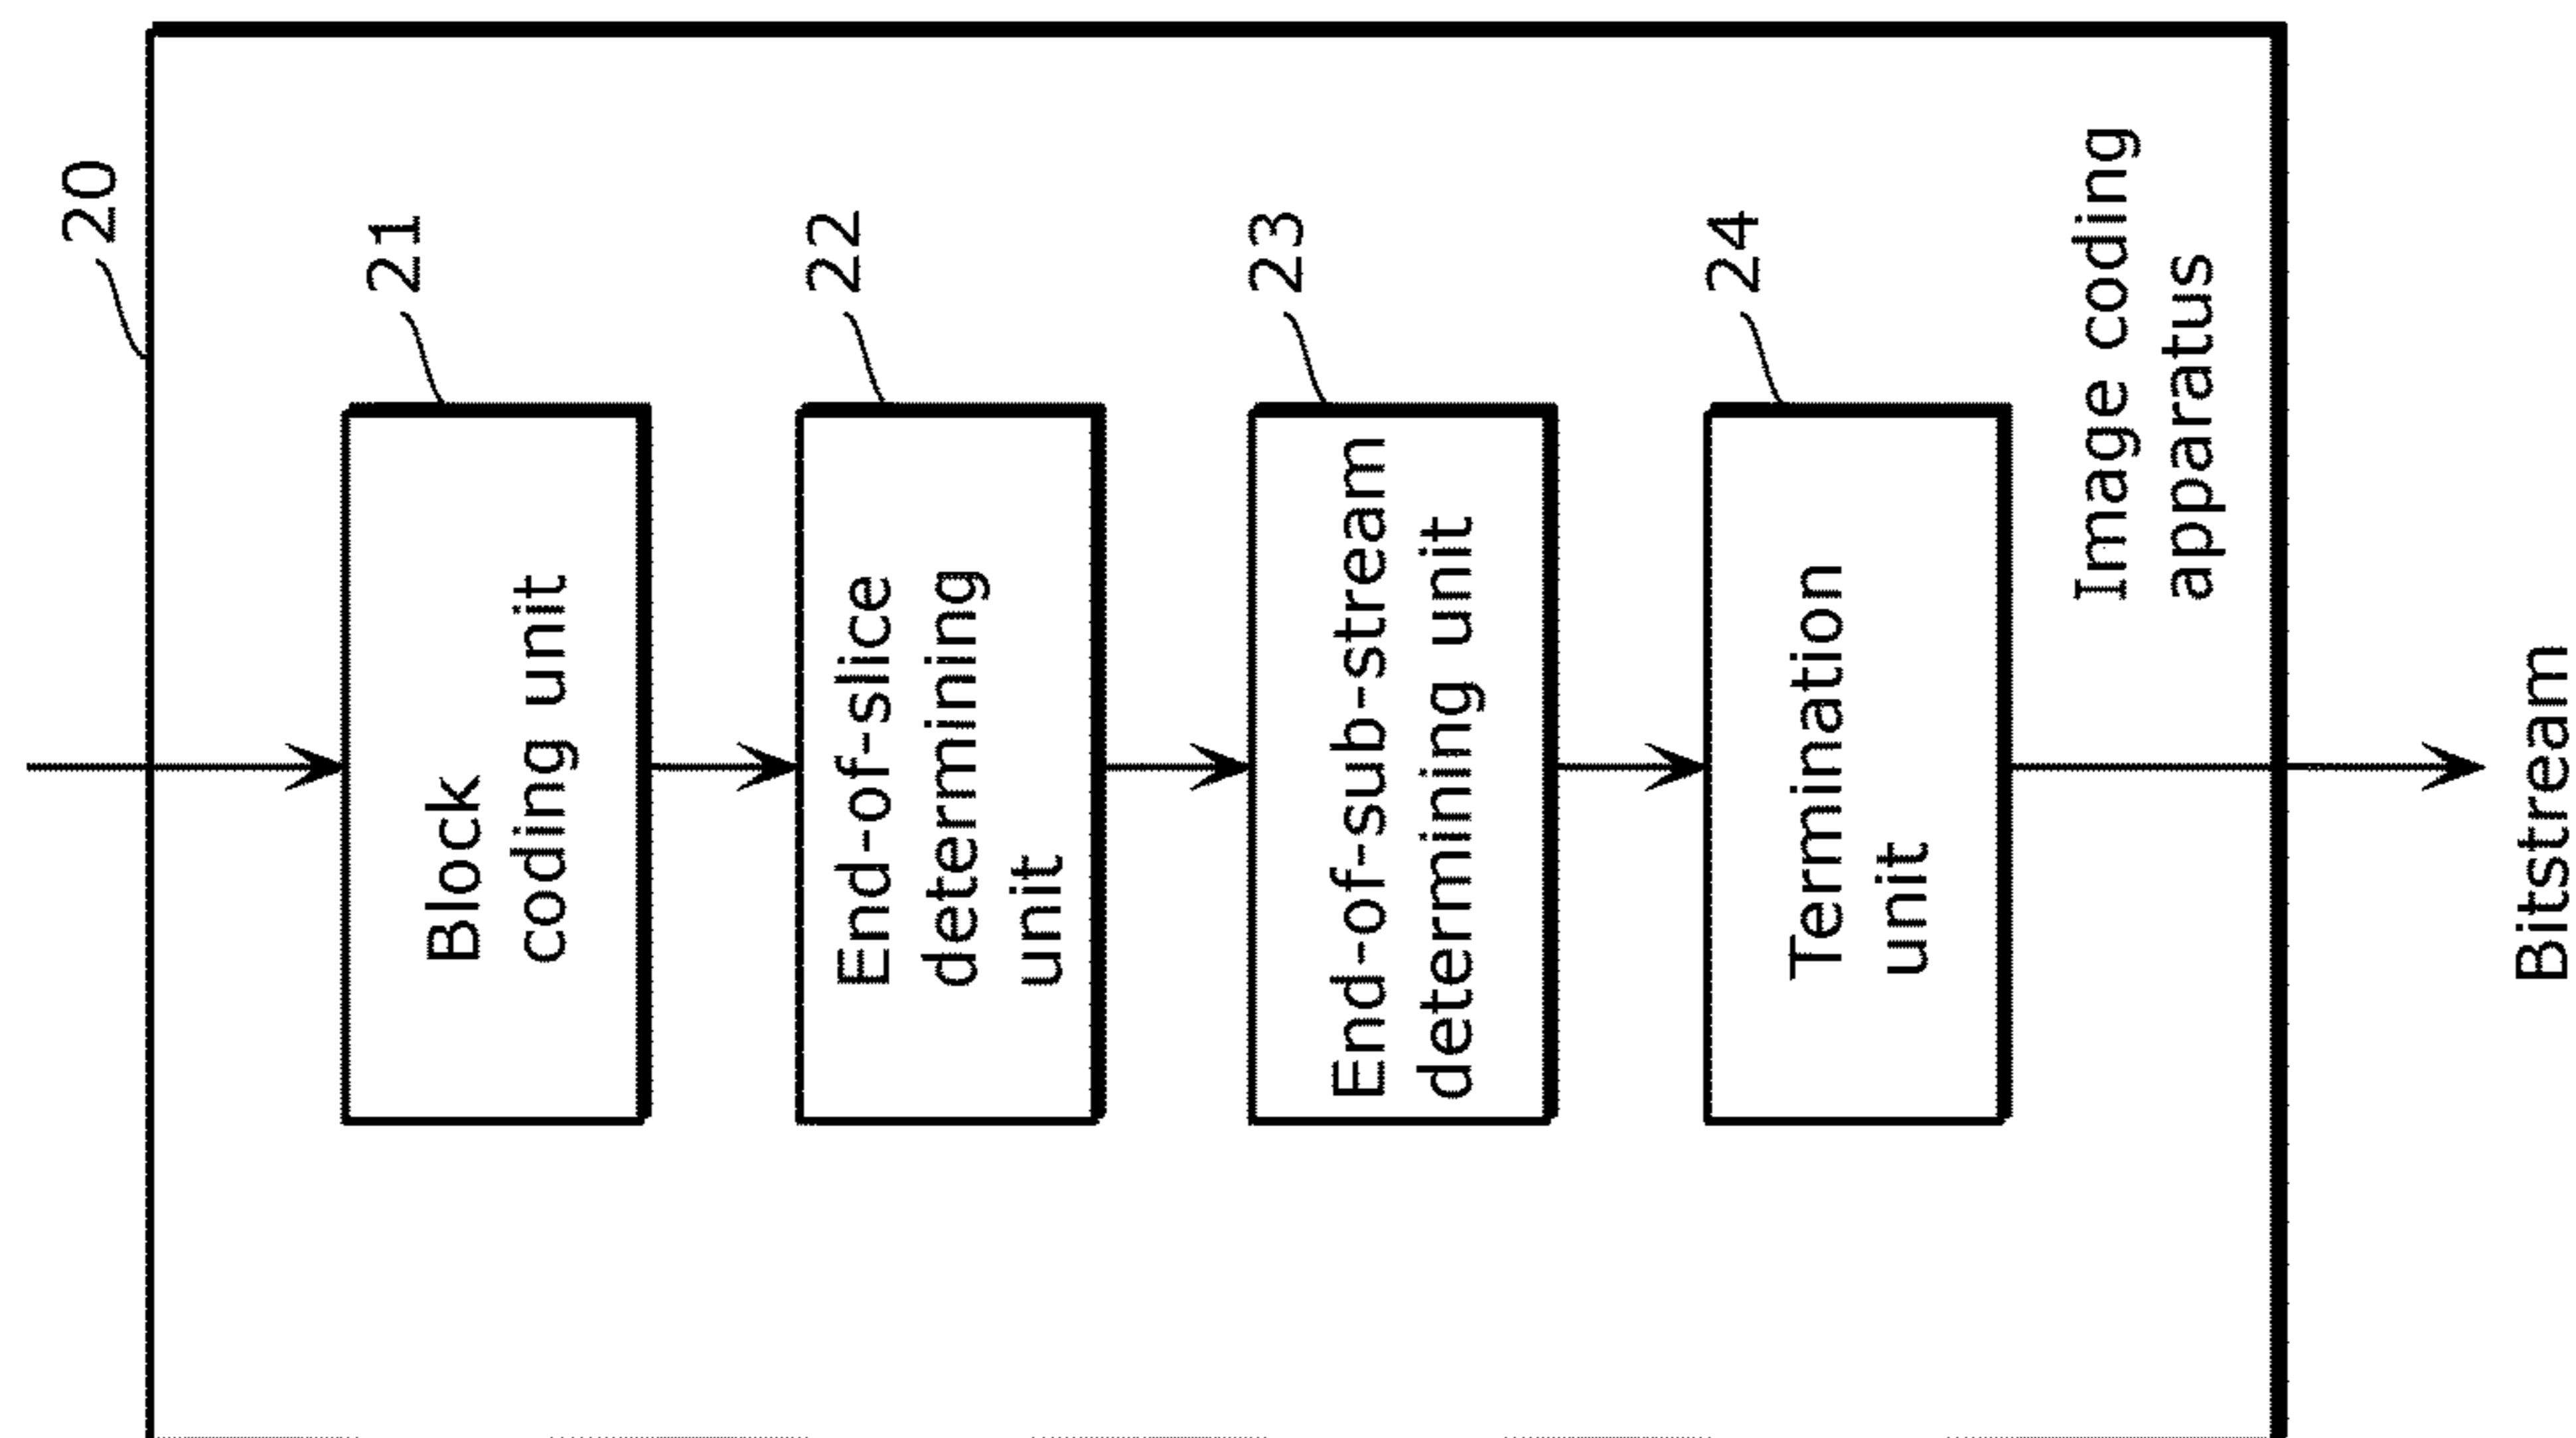 20
21
Block
coding unit
22
End-of-slice
determining
unit
23
End-of-sub-stream
determining unit
24
Termination
unit
Image coding
apparatus
Bitstream